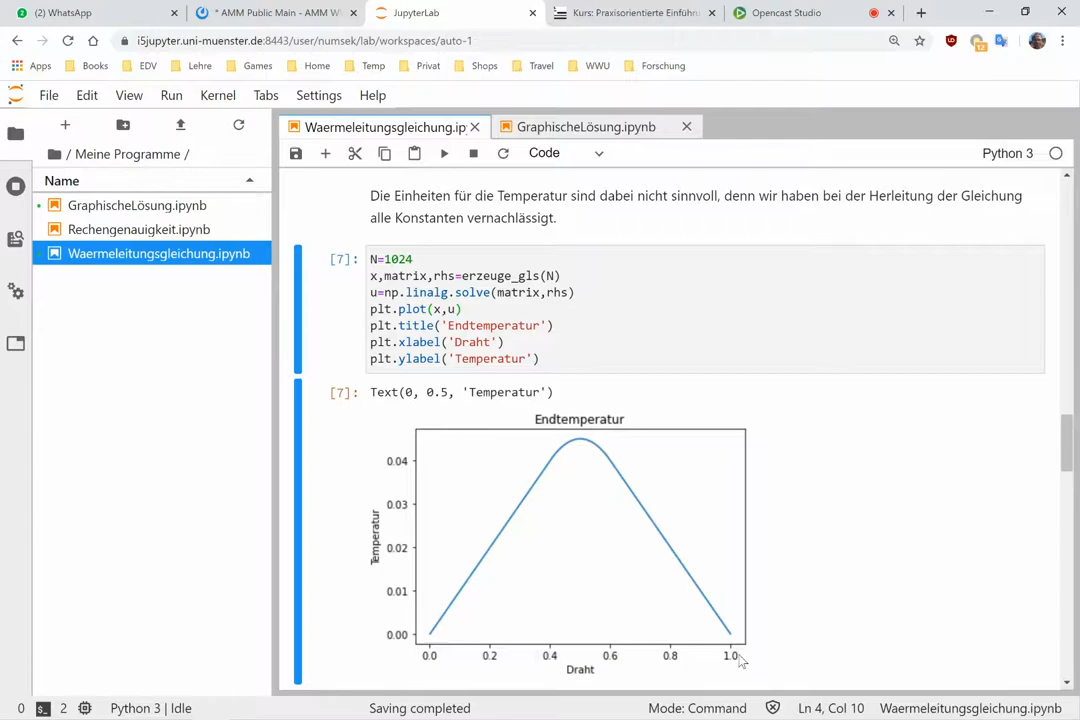 (2) WhatsApp
* AMM Public Main - AMM W
JupyterLab
Kurs: Praxisorientierte Einführu
Opencast Studio
i5jupyter.uni-muenster.de:8443/user/numsek/lab/workspaces/auto-1
12
Apps Books EDV Lehre Games Home Temp Privat Shops Travel WWU Forschung
File Edit View Run Kernel Tabs Settings Help
Waermeleitungsgleichung.ip
GraphischeLösung.ipynb
/ Meine Programme /
Code
Python 3
Name
GraphischeLösung.ipynb
Rechengenauigkeit.ipynb
Waermeleitungsgleichung.ipynb
Die Einheiten für die Temperatur sind dabei nicht sinnvoll, denn wir haben bei der Herleitung der Gleichung
alle Konstanten vernachlässigt.
[7]:
N=1024
x,matrix,rhs=erzeuge_gls(N)
u=np.linalg.solve(matrix,rhs)
plt.plot(x,u)
plt.title('Endtemperatur')
plt.xlabel('Draht')
plt.ylabel('Temperatur')
[7]:
Text(0, 0.5, 'Temperatur')
Endtemperatur
0.04
0.03
0.02
0.01
0.00
Temperatur
0.0 0.2 0.4 0.6 0.8 1.0
Draht
0 2 Python 3 | Idle Saving completed Mode: Command Ln 4, Col 10 Waermeleitungsgleichung.ipynb